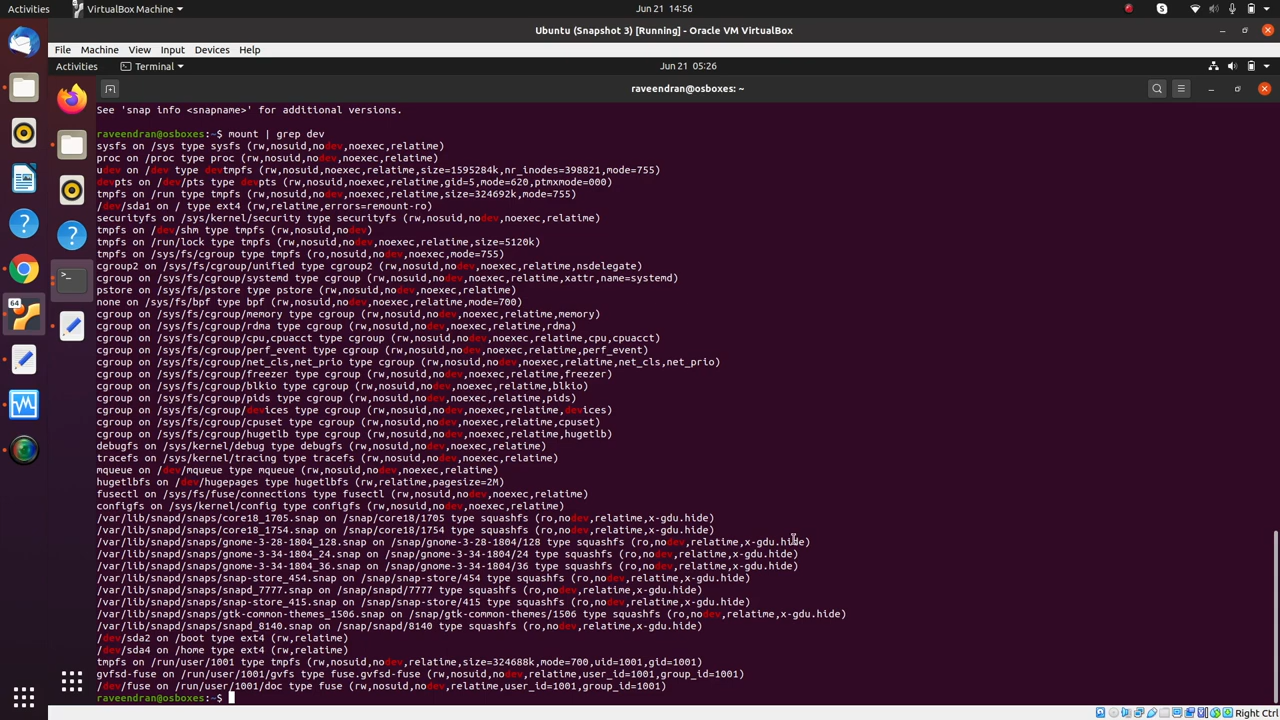 Activities VirtualBox Machine Jun 21 14:56
Ubuntu (Snapshot 3) [Running] - Oracle VM VirtualBox
File Machine View Input Devices Help
Activities Terminal Jun 21 05:26
raveendran@osboxes: ~
See 'snap info <snapname>' for additional versions.
raveendran@osboxes:~$ mount | grep dev
sysfs on /sys type sysfs (rw,nosuid,nodev,noexec,relatime)
proc on /proc type proc (rw,nosuid,nodev,noexec,relatime)
udev on /dev type devtmpfs (rw,nosuid,noexec,relatime,size=1595284k,nr_inodes=398821,mode=755)
devpts on /dev/pts type devpts (rw,nosuid,noexec,relatime,gid=5,mode=620,ptmxmode=000)
tmpfs on /run type tmpfs (rw,nosuid,nodev,noexec,relatime,size=324692k,mode=755)
/dev/sda1 on / type ext4 (rw,relatime,errors=remount-ro)
securityfs on /sys/kernel/security type securityfs (rw,nosuid,nodev,noexec,relatime)
tmpfs on /dev/shm type tmpfs (rw,nosuid,nodev)
tmpfs on /run/lock type tmpfs (rw,nosuid,nodev,noexec,relatime,size=5120k)
tmpfs on /sys/fs/cgroup type tmpfs (ro,nosuid,nodev,noexec,mode=755)
cgroup2 on /sys/fs/cgroup/unified type cgroup2 (rw,nosuid,nodev,noexec,relatime,nsdelegate)
cgroup on /sys/fs/cgroup/systemd type cgroup (rw,nosuid,nodev,noexec,relatime,xattr,name=systemd)
pstore on /sys/fs/pstore type pstore (rw,nosuid,nodev,noexec,relatime)
none on /sys/fs/bpf type bpf (rw,nosuid,nodev,noexec,relatime,mode=700)
cgroup on /sys/fs/cgroup/memory type cgroup (rw,nosuid,nodev,noexec,relatime,memory)
cgroup on /sys/fs/cgroup/rdma type cgroup (rw,nosuid,nodev,noexec,relatime,rdma)
cgroup on /sys/fs/cgroup/cpu,cpuacct type cgroup (rw,nosuid,nodev,noexec,relatime,cpu,cpuacct)
cgroup on /sys/fs/cgroup/perf_event type cgroup (rw,nosuid,nodev,noexec,relatime,perf_event)
cgroup on /sys/fs/cgroup/net_cls,net_prio type cgroup (rw,nosuid,nodev,noexec,relatime,net_cls,net_prio)
cgroup on /sys/fs/cgroup/freezer type cgroup (rw,nosuid,nodev,noexec,relatime,freezer)
cgroup on /sys/fs/cgroup/blkio type cgroup (rw,nosuid,nodev,noexec,relatime,blkio)
cgroup on /sys/fs/cgroup/pids type cgroup (rw,nosuid,nodev,noexec,relatime,pids)
cgroup on /sys/fs/cgroup/devices type cgroup (rw,nosuid,nodev,noexec,relatime,devices)
cgroup on /sys/fs/cgroup/cpuset type cgroup (rw,nosuid,nodev,noexec,relatime,cpuset)
cgroup on /sys/fs/cgroup/hugetlb type cgroup (rw,nosuid,nodev,noexec,relatime,hugetlb)
debugfs on /sys/kernel/debug type debugfs (rw,nosuid,nodev,noexec,relatime)
tracefs on /sys/kernel/tracing type tracefs (rw,nosuid,nodev,noexec,relatime)
mqueue on /dev/mqueue type mqueue (rw,nosuid,nodev,noexec,relatime)
hugetlbfs on /dev/hugepages type hugetlbfs (rw,relatime,pagesize=2M)
fusectl on /sys/fs/fuse/connections type fusectl (rw,nosuid,nodev,noexec,relatime)
configfs on /sys/kernel/config type configfs (rw,nosuid,nodev,noexec,relatime)
/var/lib/snapd/snaps/core18_1705.snap on /snap/core18/1705 type squashfs (ro,nodev,relatime,x-gdu.hide)
/var/lib/snapd/snaps/core18_1754.snap on /snap/core18/1754 type squashfs (ro,nodev,relatime,x-gdu.hide)
/var/lib/snapd/snaps/gnome-3-28-1804_128.snap on /snap/gnome-3-28-1804/128 type squashfs (ro,nodev,relatime,x-gdu.hide)
/var/lib/snapd/snaps/gnome-3-34-1804_24.snap on /snap/gnome-3-34-1804/24 type squashfs (ro,nodev,relatime,x-gdu.hide)
/var/lib/snapd/snaps/gnome-3-34-1804_36.snap on /snap/gnome-3-34-1804/36 type squashfs (ro,nodev,relatime,x-gdu.hide)
/var/lib/snapd/snaps/snap-store_454.snap on /snap/snap-store/454 type squashfs (ro,nodev,relatime,x-gdu.hide)
/var/lib/snapd/snaps/snapd_7777.snap on /snap/snapd/7777 type squashfs (ro,nodev,relatime,x-gdu.hide)
/var/lib/snapd/snaps/snap-store_415.snap on /snap/snap-store/415 type squashfs (ro,nodev,relatime,x-gdu.hide)
/var/lib/snapd/snaps/gtk-common-themes_1506.snap on /snap/gtk-common-themes/1506 type squashfs (ro,nodev,relatime,x-gdu.hide)
/var/lib/snapd/snaps/snapd_8140.snap on /snap/snapd/8140 type squashfs (ro,nodev,relatime,x-gdu.hide)
/dev/sda2 on /boot type ext4 (rw,relatime)
/dev/sda4 on /home type ext4 (rw,relatime)
tmpfs on /run/user/1001 type tmpfs (rw,nosuid,nodev,relatime,size=324688k,mode=700,uid=1001,gid=1001)
gvfsd-fuse on /run/user/1001/gvfs type fuse.gvfsd-fuse (rw,nosuid,nodev,relatime,user_id=1001,group_id=1001)
/dev/fuse on /run/user/1001/doc type fuse (rw,nosuid,nodev,relatime,user_id=1001,group_id=1001)
raveendran@osboxes:~$
64
Right Ctrl